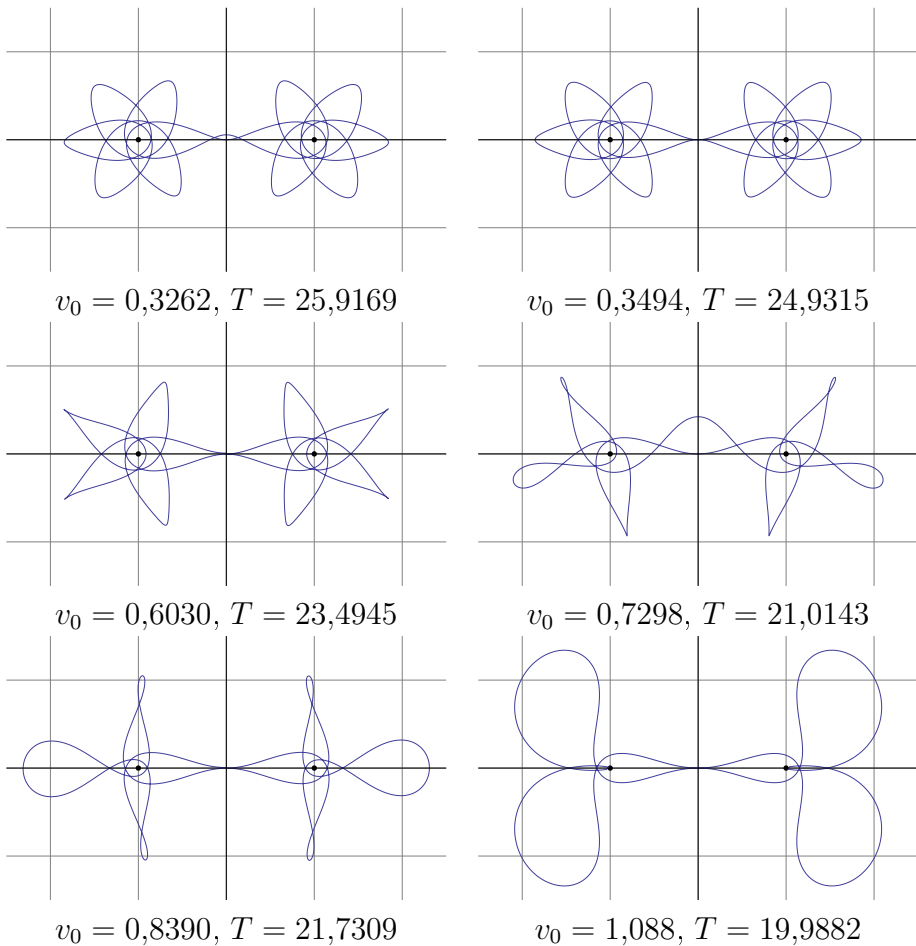 v₀ = 0,3262, T = 25,9169
v₀ = 0,3494, T = 24,9315
v₀ = 0,6030, T = 23,4945
v₀ = 0,7298, T = 21,0143
v₀ = 0,8390, T = 21,7309
v₀ = 1,088, T = 19,9882